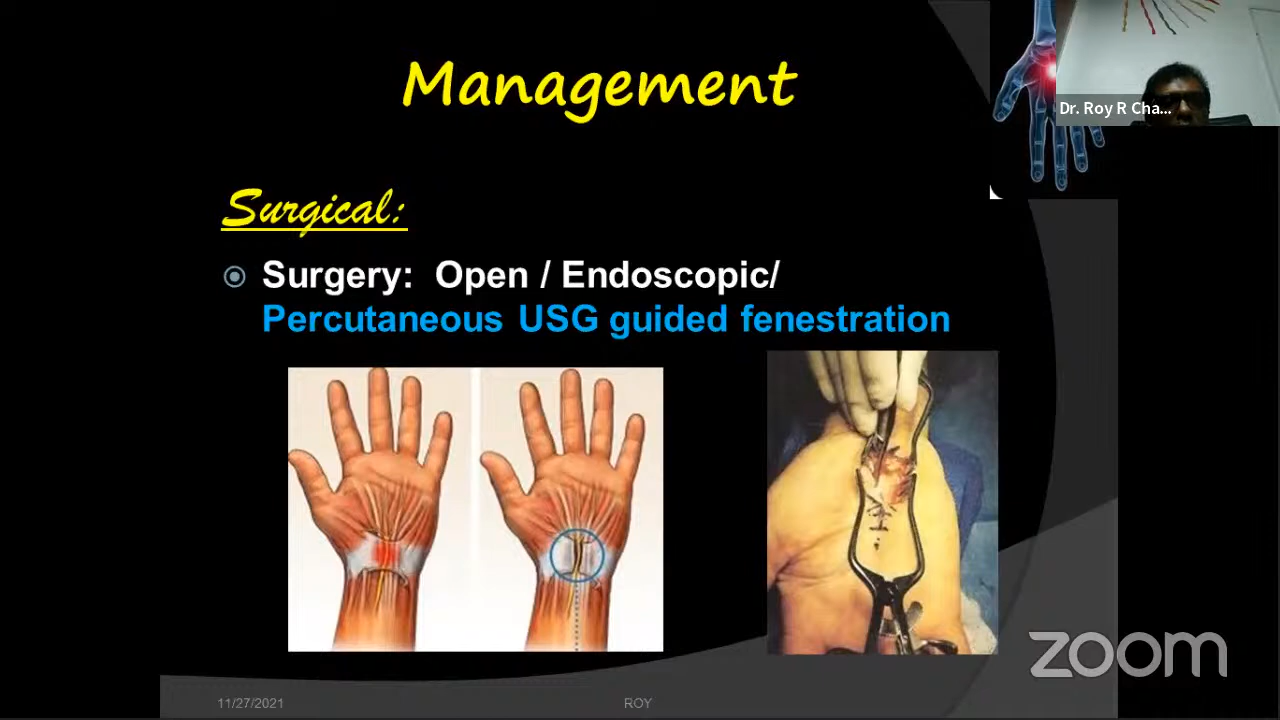 Management
Dr. Roy R Cha...
Surgical:
Surgery: Open / Endoscopic/
Percutaneous USG guided fenestration
zoom
11/27/2021
ROY